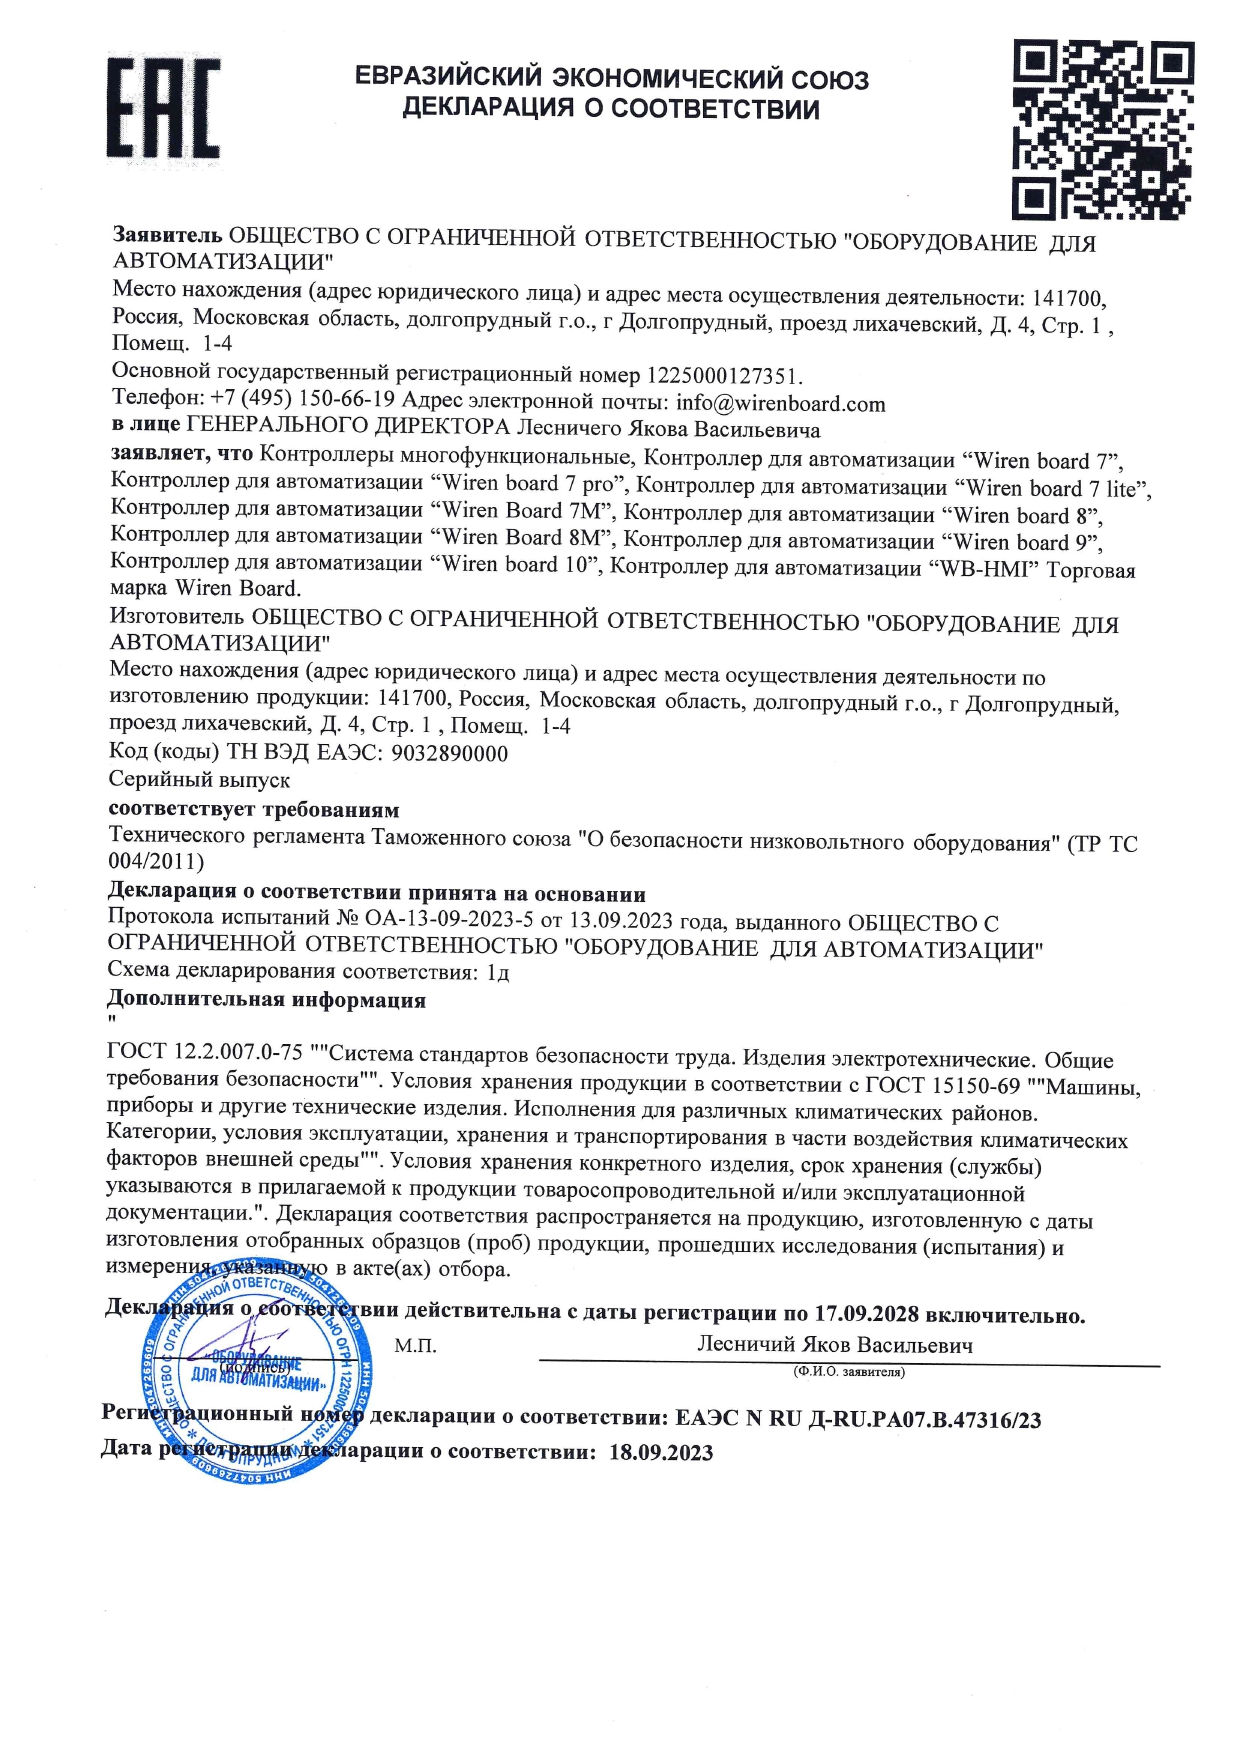 EAC
ЕВРАЗИЙСКИЙ ЭКОНОМИЧЕСКИЙ СОЮЗ
ДЕКЛАРАЦИЯ О СООТВЕТСТВИИ
Заявитель ОБЩЕСТВО С ОГРАНИЧЕННОЙ ОТВЕТСТВЕННОСТЬЮ "ОБОРУДОВАНИЕ ДЛЯ
АВТОМАТИЗАЦИИ"
Место нахождения (адрес юридического лица) и адрес места осуществления деятельности: 141700,
Россия, Московская область, долгопрудный г.о., г Долгопрудный, проезд лихачевский, Д. 4, Стр. 1 ,
Помещ. 1-4
Основной государственный регистрационный номер 1225000127351.
Телефон: +7 (495) 150-66-19 Адрес электронной почты: info@wirenboard.com
в лице ГЕНЕРАЛЬНОГО ДИРЕКТОРА Лесничего Якова Васильевича
заявляет, что Контроллеры многофункциональные, Контроллер для автоматизации “Wiren board 7”,
Контроллер для автоматизации “Wiren board 7 pro”, Контроллер для автоматизации “Wiren board 7 lite”,
Контроллер для автоматизации “Wiren Board 7M”, Контроллер для автоматизации “Wiren board 8”,
Контроллер для автоматизации “Wiren Board 8M”, Контроллер для автоматизации “Wiren board 9”,
Контроллер для автоматизации “Wiren board 10”, Контроллер для автоматизации “WB-HMI” Торговая
марка Wiren Board.
Изготовитель ОБЩЕСТВО С ОГРАНИЧЕННОЙ ОТВЕТСТВЕННОСТЬЮ "ОБОРУДОВАНИЕ ДЛЯ
АВТОМАТИЗАЦИИ"
Место нахождения (адрес юридического лица) и адрес места осуществления деятельности по
изготовлению продукции: 141700, Россия, Московская область, долгопрудный г.о., г Долгопрудный,
проезд лихачевский, Д. 4, Стр. 1 , Помещ. 1-4
Код (коды) ТН ВЭД ЕАЭС: 9032890000
Серийный выпуск
соответствует требованиям
Технического регламента Таможенного союза "О безопасности низковольтного оборудования" (ТР ТС
004/2011)
Декларация о соответствии принята на основании
Протокола испытаний № ОА-13-09-2023-5 от 13.09.2023 года, выданного ОБЩЕСТВО С
ОГРАНИЧЕННОЙ ОТВЕТСТВЕННОСТЬЮ "ОБОРУДОВАНИЕ ДЛЯ АВТОМАТИЗАЦИИ"
Схема декларирования соответствия: 1д
Дополнительная информация
"
ГОСТ 12.2.007.0-75 ""Система стандартов безопасности труда. Изделия электротехнические. Общие
требования безопасности"". Условия хранения продукции в соответствии с ГОСТ 15150-69 ""Машины,
приборы и другие технические изделия. Исполнения для различных климатических районов.
Категории, условия эксплуатации, хранения и транспортирования в части воздействия климатических
факторов внешней среды"". Условия хранения конкретного изделия, срок хранения (службы)
указываются в прилагаемой к продукции товаросопроводительной и/или эксплуатационной
документации.". Декларация соответствия распространяется на продукцию, изготовленную с даты
изготовления отобранных образцов (проб) продукции, прошедших исследования (испытания) и
измерения, указанную в акте(ах) отбора.
Декларация о соответствии действительна с даты регистрации по 17.09.2028 включительно.
М.П.
Лесничий Яков Васильевич
(подпись)
(Ф.И.О. заявителя)
ОБЩЕСТВО С ОГРАНИЧЕННОЙ ОТВЕТСТВЕННОСТЬЮ ОГРН 1225000127351 * ДОЛГОПРУДНЫЙ *
ИНН 5047269609
«ОБОРУДОВАНИЕ
ДЛЯ АВТОМАТИЗАЦИИ»
Регистрационный номер декларации о соответствии: ЕАЭС N RU Д-RU.РА07.В.47316/23
Дата регистрации декларации о соответствии: 18.09.2023